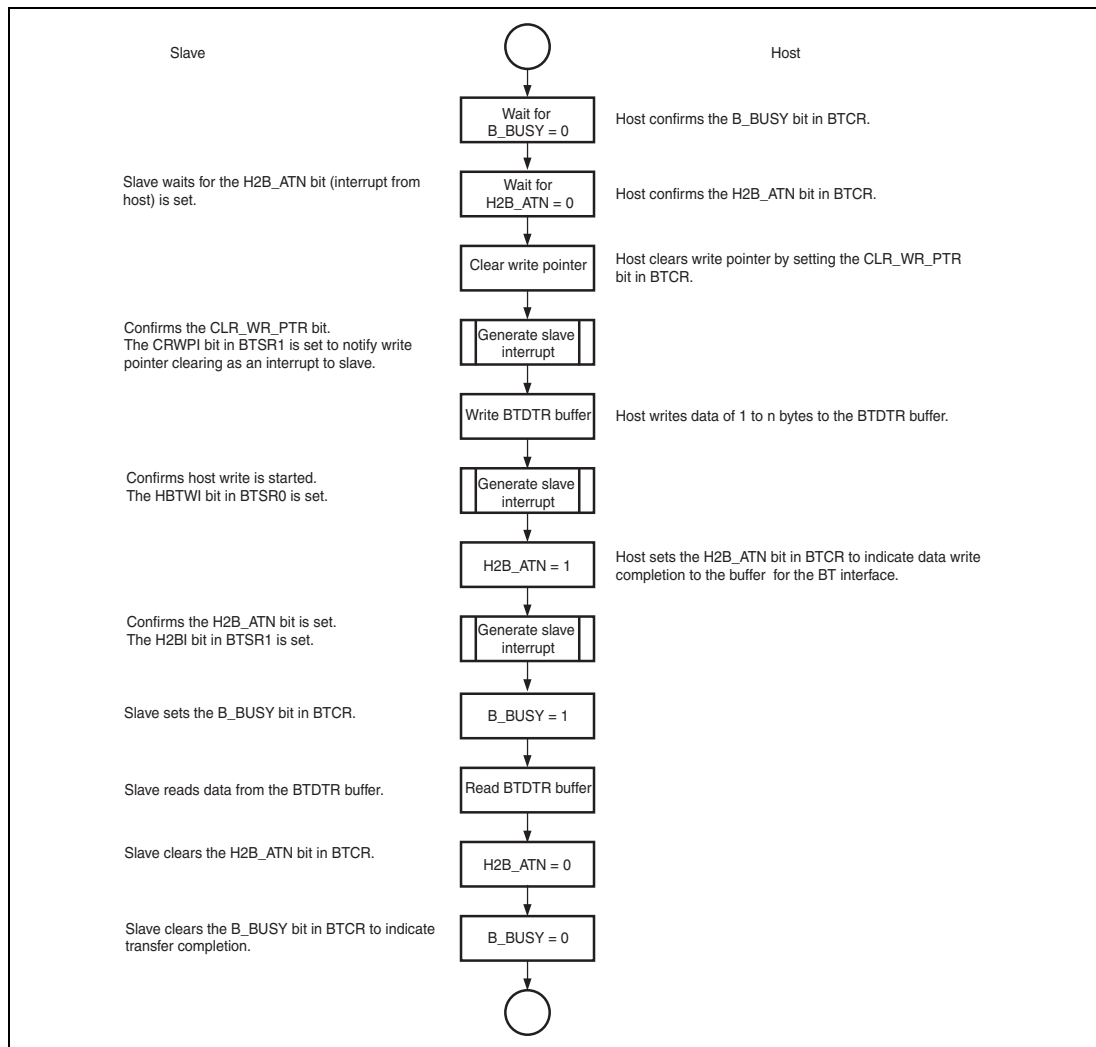 Slave
Host
Wait for
B_BUSY = 0
Host confirms the B_BUSY bit in BTCR.
Slave waits for the H2B_ATN bit (interrupt from
host) is set.
Wait for
H2B_ATN = 0
Host confirms the H2B_ATN bit in BTCR.
Clear write pointer
Host clears write pointer by setting the CLR_WR_PTR
bit in BTCR.
Confirms the CLR_WR_PTR bit.
The CRWPI bit in BTSR1 is set to notify write
pointer clearing as an interrupt to slave.
Generate slave
interrupt
Write BTDTR buffer
Host writes data of 1 to n bytes to the BTDTR buffer.
Confirms host write is started.
The HBTWI bit in BTSR0 is set.
Generate slave
interrupt
H2B_ATN = 1
Host sets the H2B_ATN bit in BTCR to indicate data write
completion to the buffer for the BT interface.
Confirms the H2B_ATN bit is set.
The H2BI bit in BTSR1 is set.
Generate slave
interrupt
Slave sets the B_BUSY bit in BTCR.
B_BUSY = 1
Slave reads data from the BTDTR buffer.
Read BTDTR buffer
Slave clears the H2B_ATN bit in BTCR.
H2B_ATN = 0
Slave clears the B_BUSY bit in BTCR to indicate
transfer completion.
B_BUSY = 0